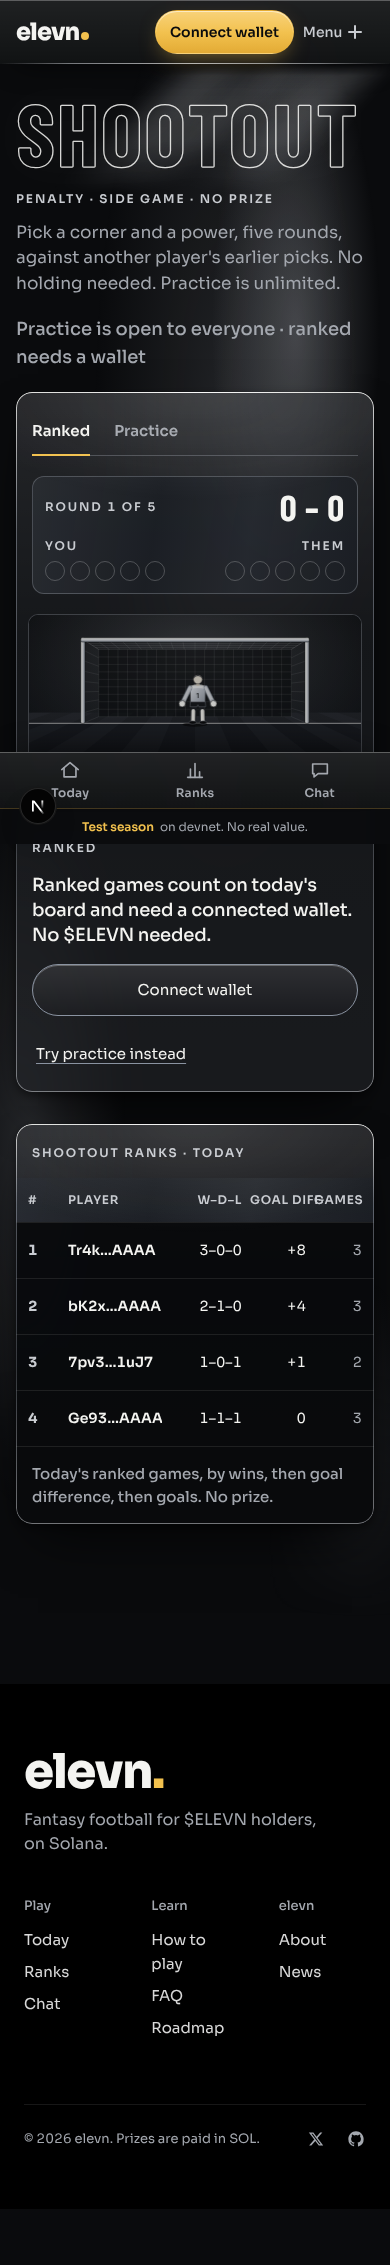 elevn.
Connect wallet
Menu
SHOOTOUT
PENALTY · SIDE GAME · NO PRIZE
Pick a corner and a power, five rounds,
against another player's earlier picks. No
holding needed. Practice is unlimited.
Practice is open to everyone · ranked
needs a wallet
Ranked Practice
ROUND 1 OF 5
0 – 0
YOU THEM
1
Today Ranks Chat
N
Test season on devnet. No real value.
RANKED
Ranked games count on today's
board and need a connected wallet.
No $ELEVN needed.
Connect wallet
Try practice instead
SHOOTOUT RANKS · TODAY
# PLAYER W–D–L GOAL DIFF GAMES
1 Tr4k…AAAA 3–0–0 +8 3
2 bK2x…AAAA 2–1–0 +4 3
3 7pv3…1uJ7 1–0–1 +1 2
4 Ge93…AAAA 1–1–1 0 3
Today's ranked games, by wins, then goal
difference, then goals. No prize.
elevn.
Fantasy football for $ELEVN holders,
on Solana.
Play
Today
Ranks
Chat
Learn
How to
play
FAQ
Roadmap
elevn
About
News
© 2026 elevn. Prizes are paid in SOL.